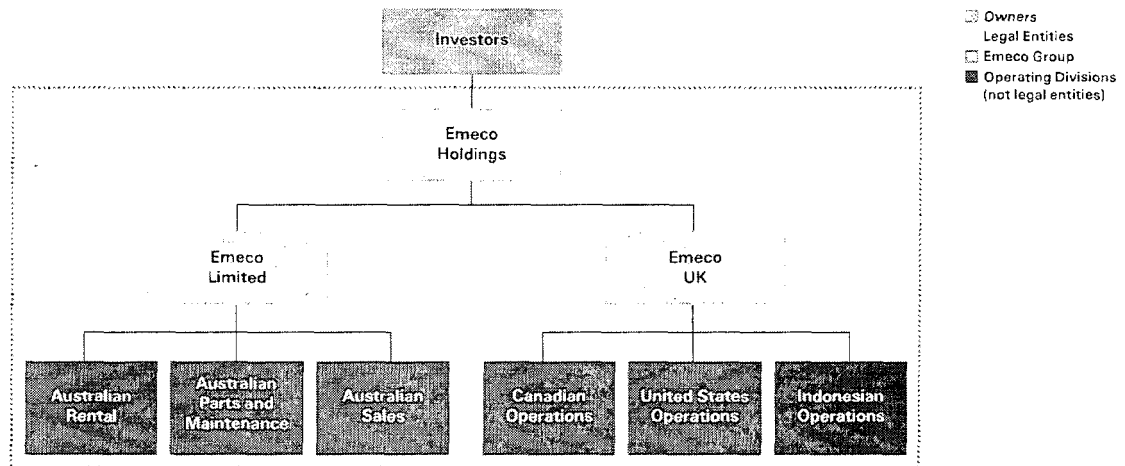 Investors
Owners
Legal Entities
Emeco Group
Operating Divisions
(not legal entities)
Emeco
Holdings
Emeco
Limited
Emeco
UK
Australian
Rental
Australian
Parts and
Maintenance
Australian
Sales
Canadian
Operations
United States
Operations
Indonesian
Operations